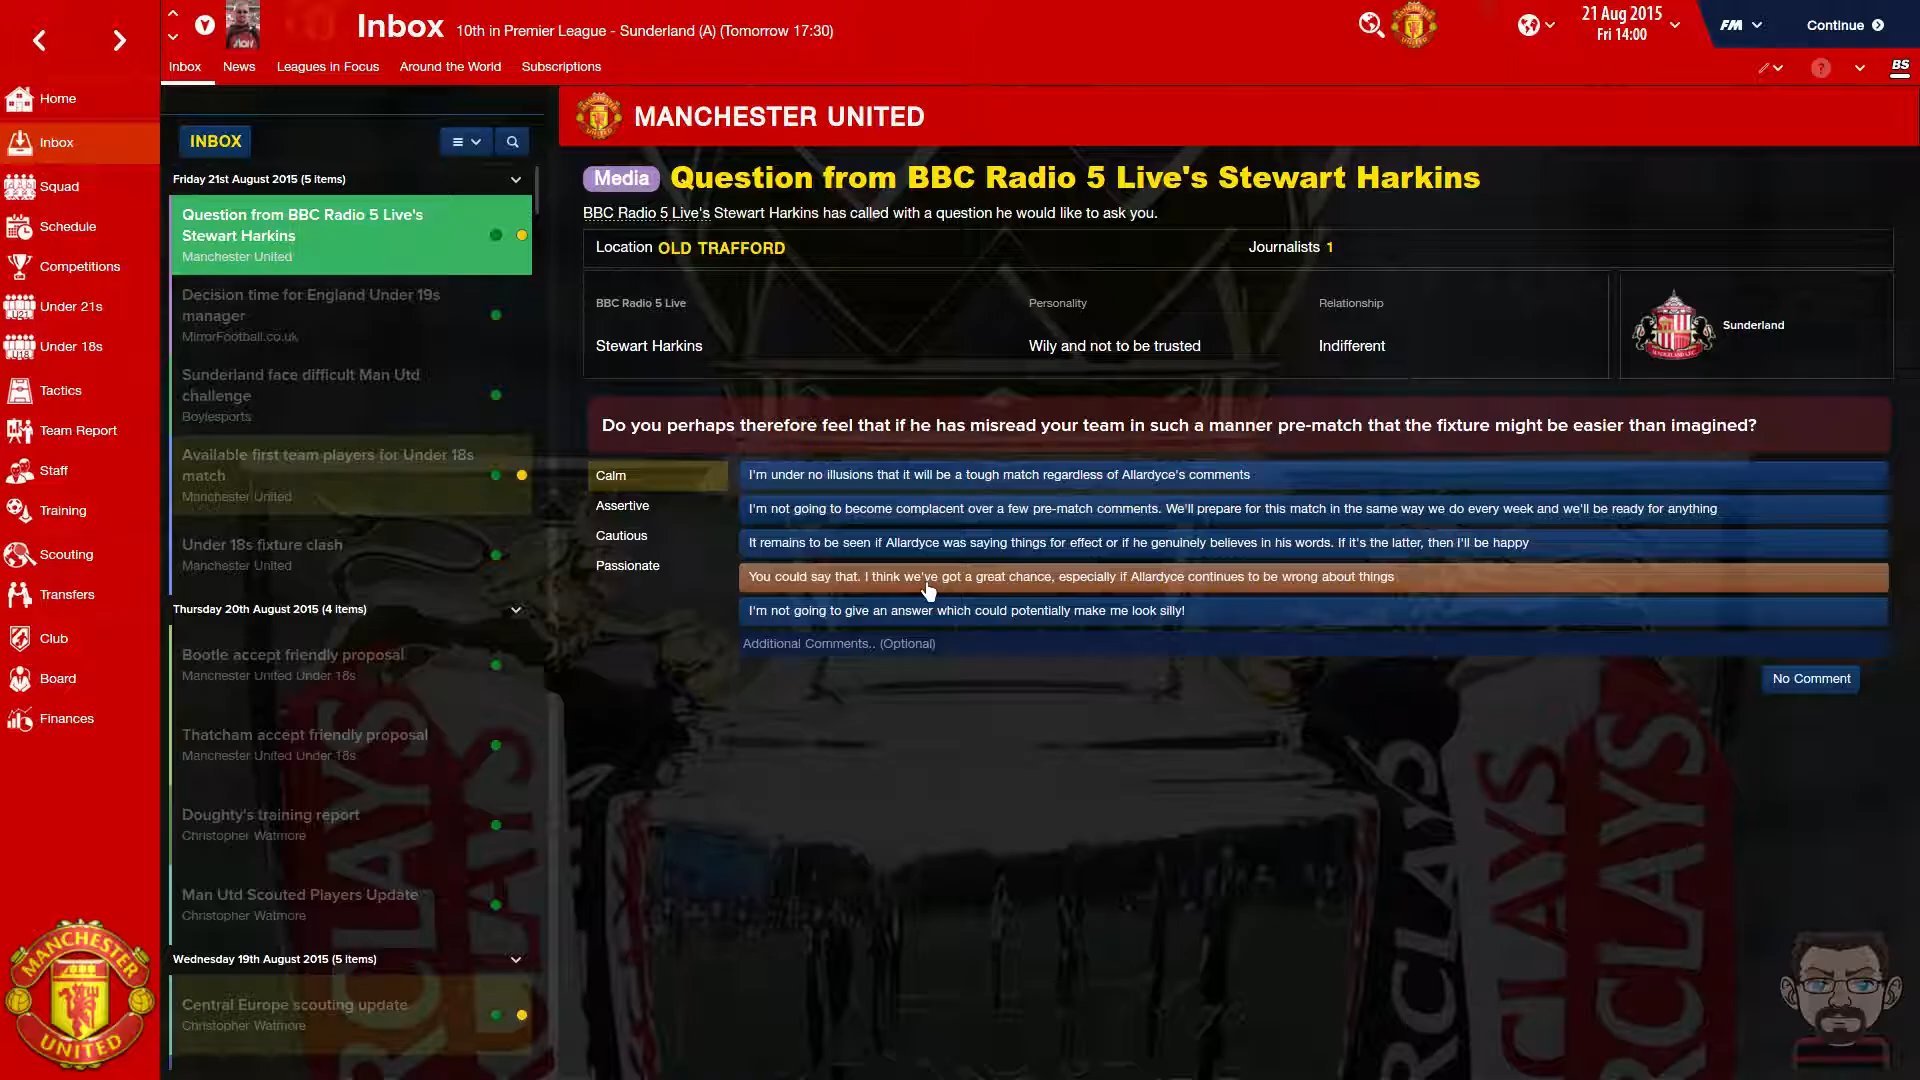 Inbox
10th in Premier League - Sunderland (A) (Tomorrow 17:30)
21 Aug 2015
Fri 14:00
FM
Continue
Inbox
News
Leagues in Focus
Around the World
Subscriptions
?
BS
Home
Inbox
Squad
Schedule
Competitions
Under 21s
Under 18s
Tactics
Team Report
Staff
Training
Scouting
Transfers
Club
Board
Finances
MANCHESTER
UNITED
INBOX
Friday 21st August 2015 (5 items)
Question from BBC Radio 5 Live's
Stewart Harkins
Manchester United
Decision time for England Under 19s
manager
MirrorFootball.co.uk
Sunderland face difficult Man Utd
challenge
Boylesports
Available first team players for Under 18s
match
Manchester United
Under 18s fixture clash
Manchester United
Thursday 20th August 2015 (4 items)
Bootle accept friendly proposal
Manchester United Under 18s
Thatcham accept friendly proposal
Manchester United Under 18s
Doughty's training report
Christopher Watmore
Man Utd Scouted Players Update
Christopher Watmore
Wednesday 19th August 2015 (5 items)
Central Europe scouting update
Christopher Watmore
MANCHESTER UNITED
Media
Question from BBC Radio 5 Live's Stewart Harkins
BBC Radio 5 Live's Stewart Harkins has called with a question he would like to ask you.
Location OLD TRAFFORD
Journalists 1
BBC Radio 5 Live
Personality
Relationship
Stewart Harkins
Wily and not to be trusted
Indifferent
Sunderland
Do you perhaps therefore feel that if he has misread your team in such a manner pre-match that the fixture might be easier than imagined?
Calm
Assertive
Cautious
Passionate
I'm under no illusions that it will be a tough match regardless of Allardyce's comments
I'm not going to become complacent over a few pre-match comments. We'll prepare for this match in the same way we do every week and we'll be ready for anything
It remains to be seen if Allardyce was saying things for effect or if he genuinely believes in his words. If it's the latter, then I'll be happy
You could say that. I think we've got a great chance, especially if Allardyce continues to be wrong about things
I'm not going to give an answer which could potentially make me look silly!
Additional Comments.. (Optional)
No Comment